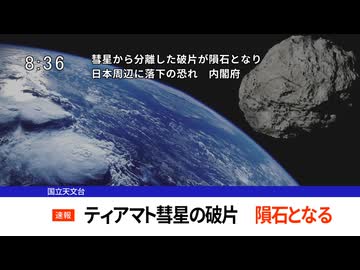 8:36
彗星から分離した破片が隕石となり
日本周辺に落下の恐れ　内閣府
国立天文台
速報 ティアマト彗星の破片　隕石となる